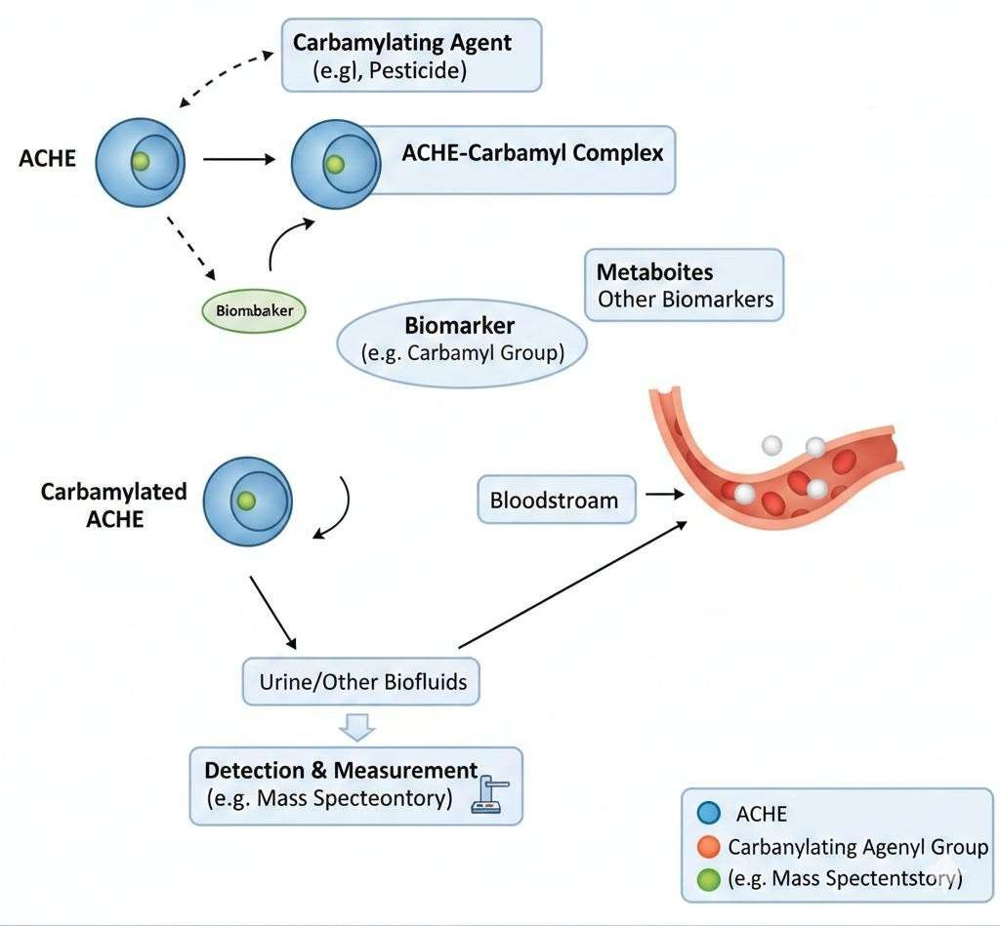 Carbamylating Agent
(e.gl, Pesticide)
ACHE
ACHE-Carbamyl Complex
Biombaker
Metaboites
Other Biomarkers
Biomarker
(e.g. Carbamyl Group)
Carbamylated
ACHE
Bloodstroam
Urine/Other Biofluids
Detection & Measurement
(e.g. Mass Specteontory)
ACHE
Carbanylating Agenyl Group
(e.g. Mass Spectentstory)